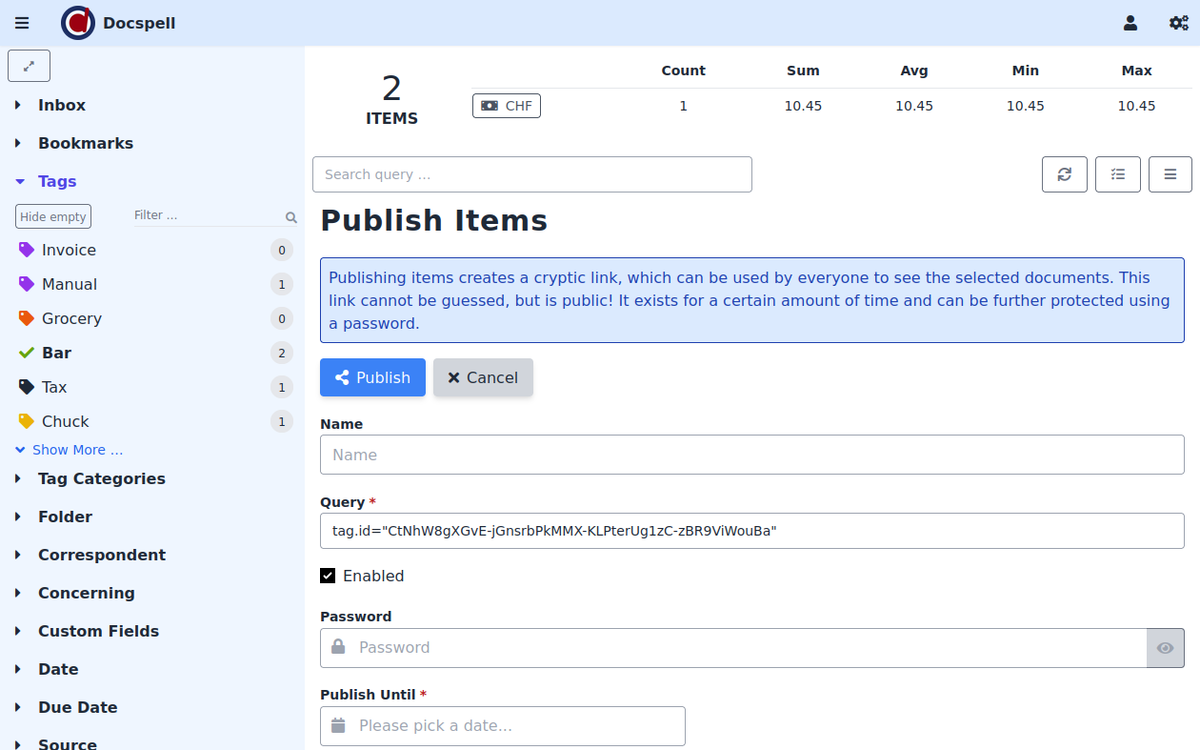 Docspell
Inbox
Bookmarks
Tags
Hide empty
Filter ...
Invoice 0
Manual 1
Grocery 0
Bar 2
Tax 1
Chuck 1
Show More ...
Tag Categories
Folder
Correspondent
Concerning
Custom Fields
Date
Due Date
Source
2
ITEMS
Count Sum Avg Min Max
CHF 1 10.45 10.45 10.45 10.45
Search query ...
Publish Items
Publishing items creates a cryptic link, which can be used by everyone to see the selected documents. This
link cannot be guessed, but is public! It exists for a certain amount of time and can be further protected using
a password.
Publish Cancel
Name
Name
Query *
tag.id="CtNhW8gXGvE-jGnsrbPkMMX-KLPterUg1zC-zBR9ViWouBa"
Enabled
Password
Password
Publish Until *
Please pick a date...